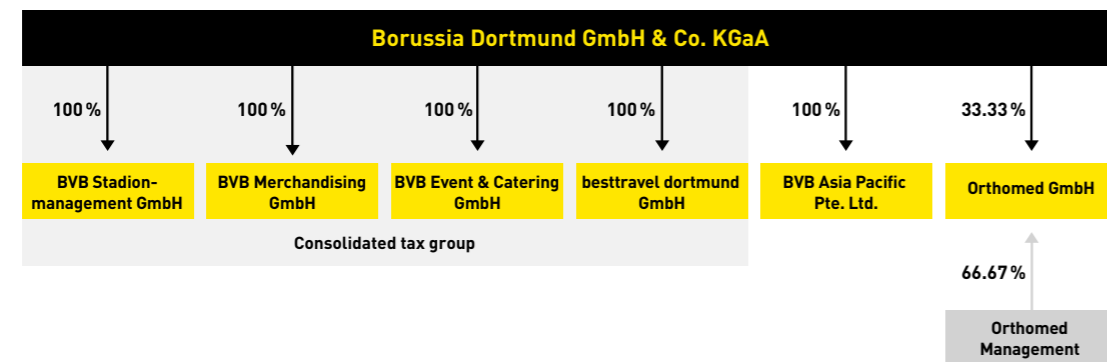 Borussia Dortmund GmbH & Co. KGaA
100 %
100 %
100 %
100 %
100 %
33.33 %
BVB Stadion-
management GmbH
BVB Merchandising
GmbH
BVB Event & Catering
GmbH
besttravel dortmund
GmbH
BVB Asia Pacific
Pte. Ltd.
Orthomed GmbH
Consolidated tax group
66.67 %
Orthomed
Management